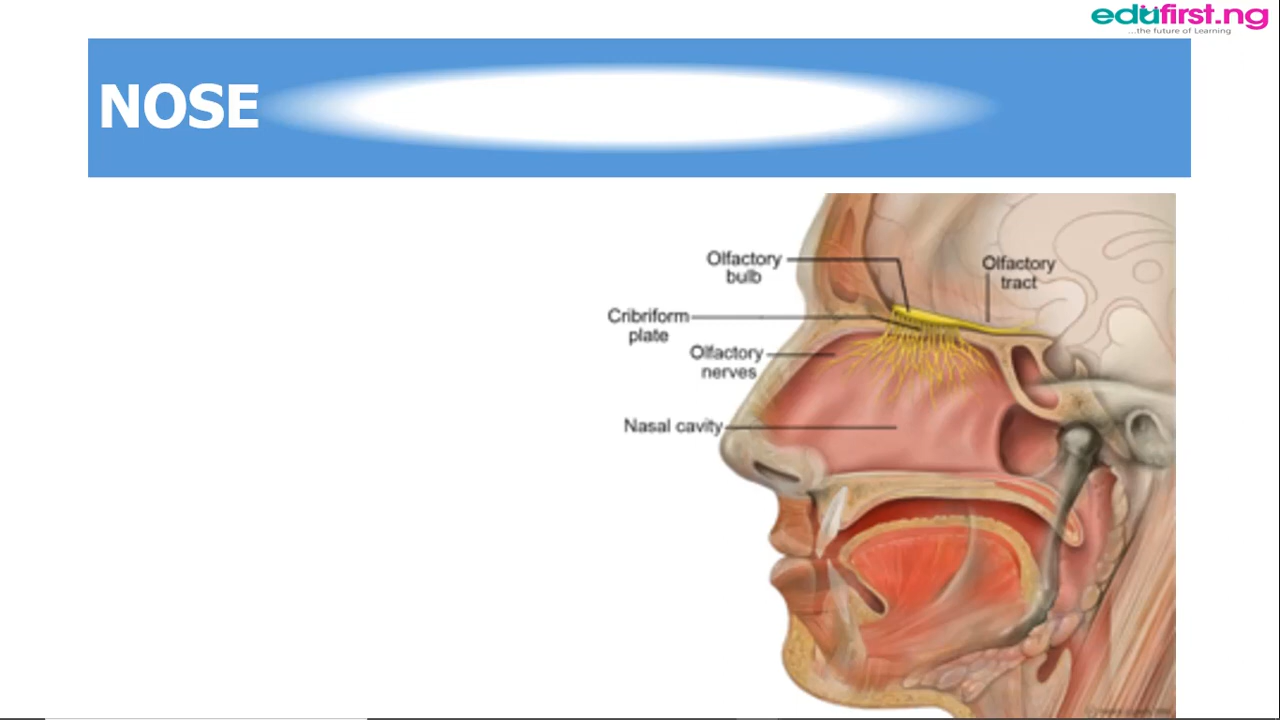 edufirst.ng
...the future of Learning
NOSE
Olfactory
bulb
Olfactory
tract
Cribriform
plate
Olfactory
nerves
Nasal cavity